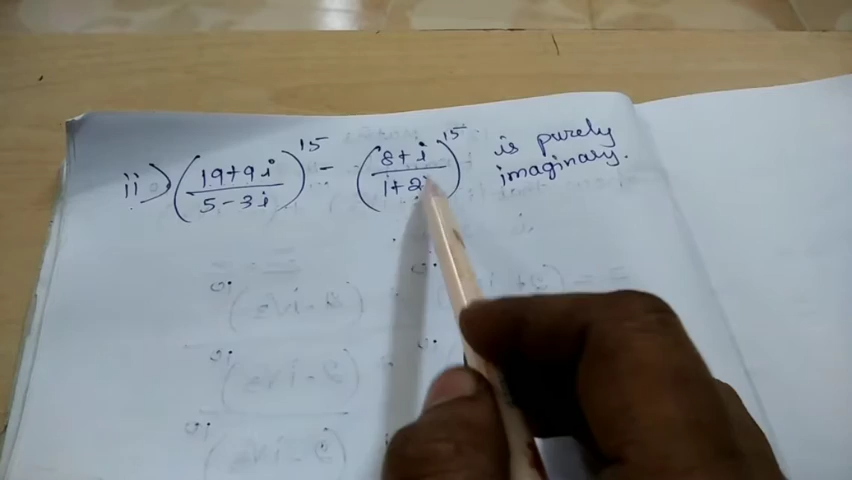 ii) (19+9i / 5-3i)^15 - (8+i / 1+2i)^15 is purely
imaginary.